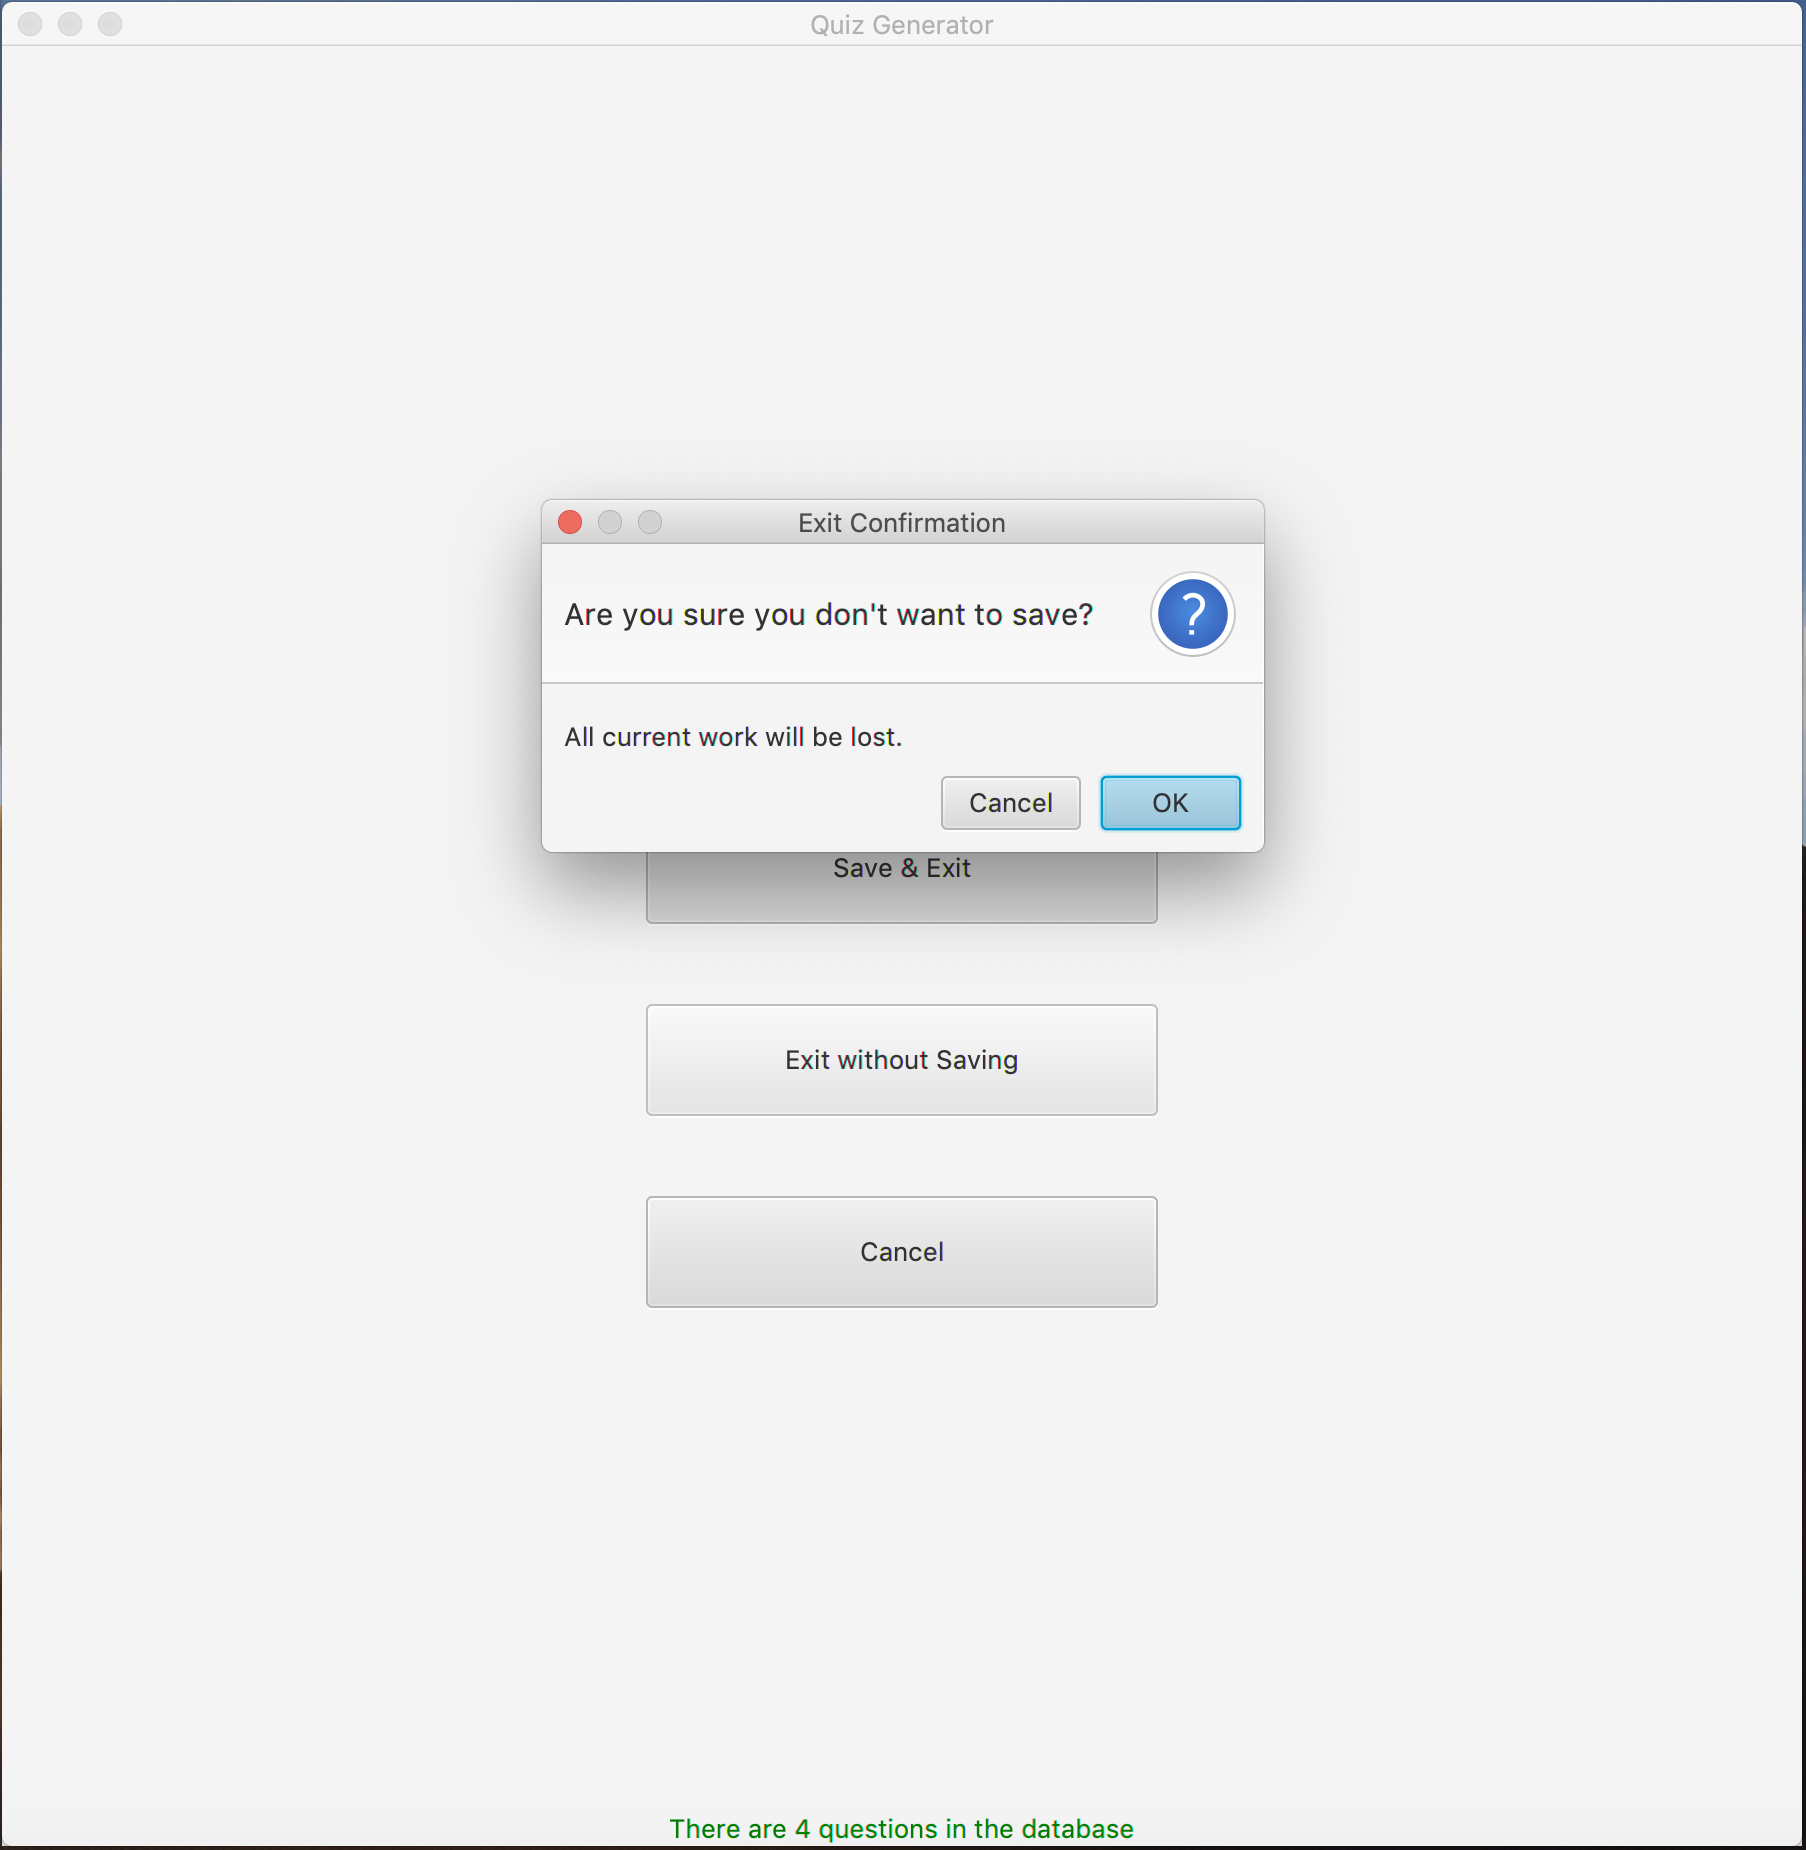 Quiz Generator
Exit Confirmation
Are you sure you don't want to save?
?
All current work will be lost.
Cancel
OK
Save & Exit
Exit without Saving
Cancel
There are 4 questions in the database